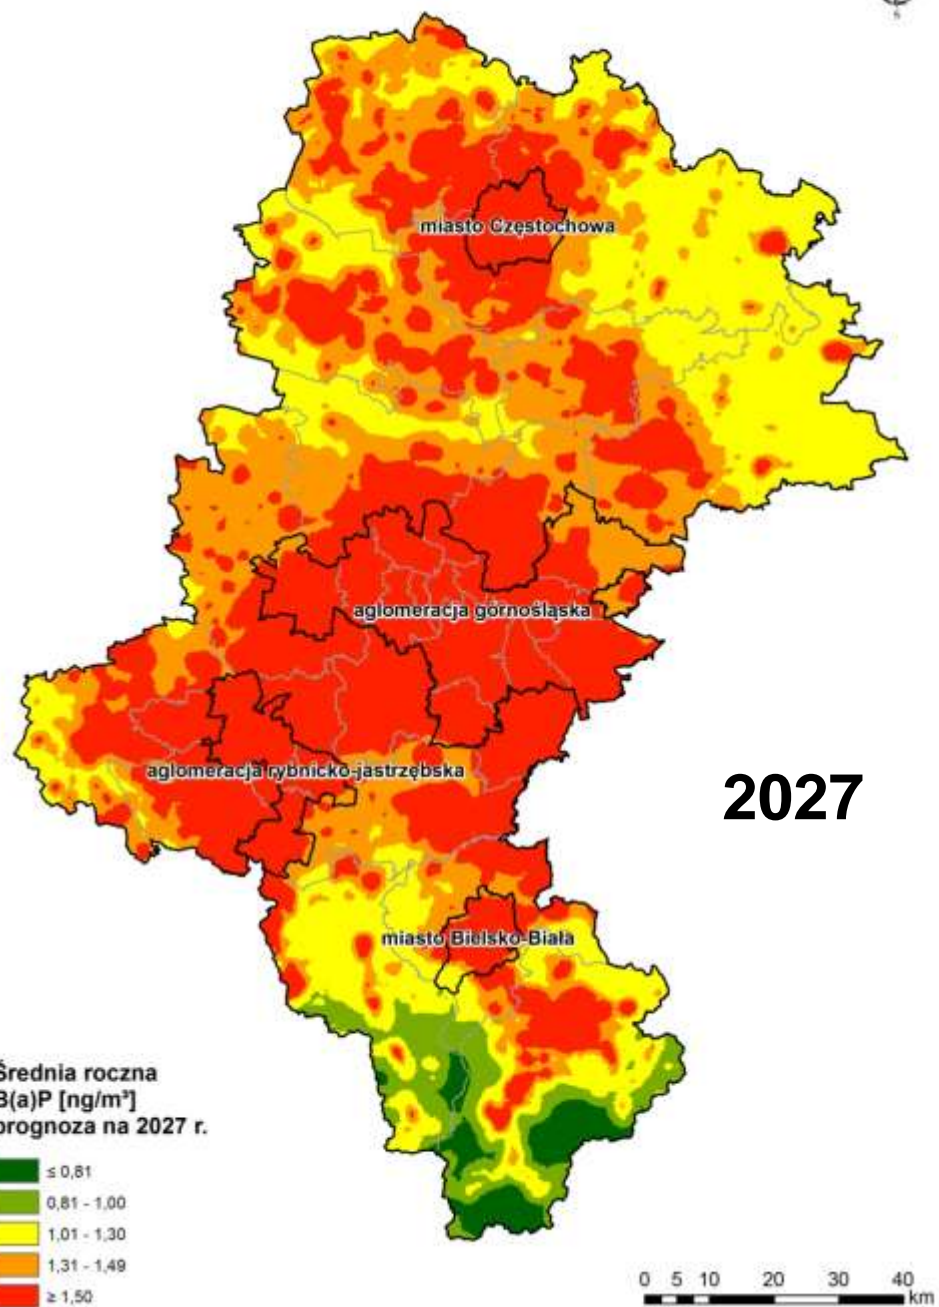 s
miasto Częstochowa
aglomeracja górnośląska
aglomeracja rybnicko-jastrzębska
2027
miasto Bielsko-Biała
Średnia roczna
B(a)P [ng/m³]
prognoza na 2027 r.
≤ 0,81
0,81 - 1,00
1,01 - 1,30
1,31 - 1,49
≥ 1,50
0 5 10 20 30 40
km